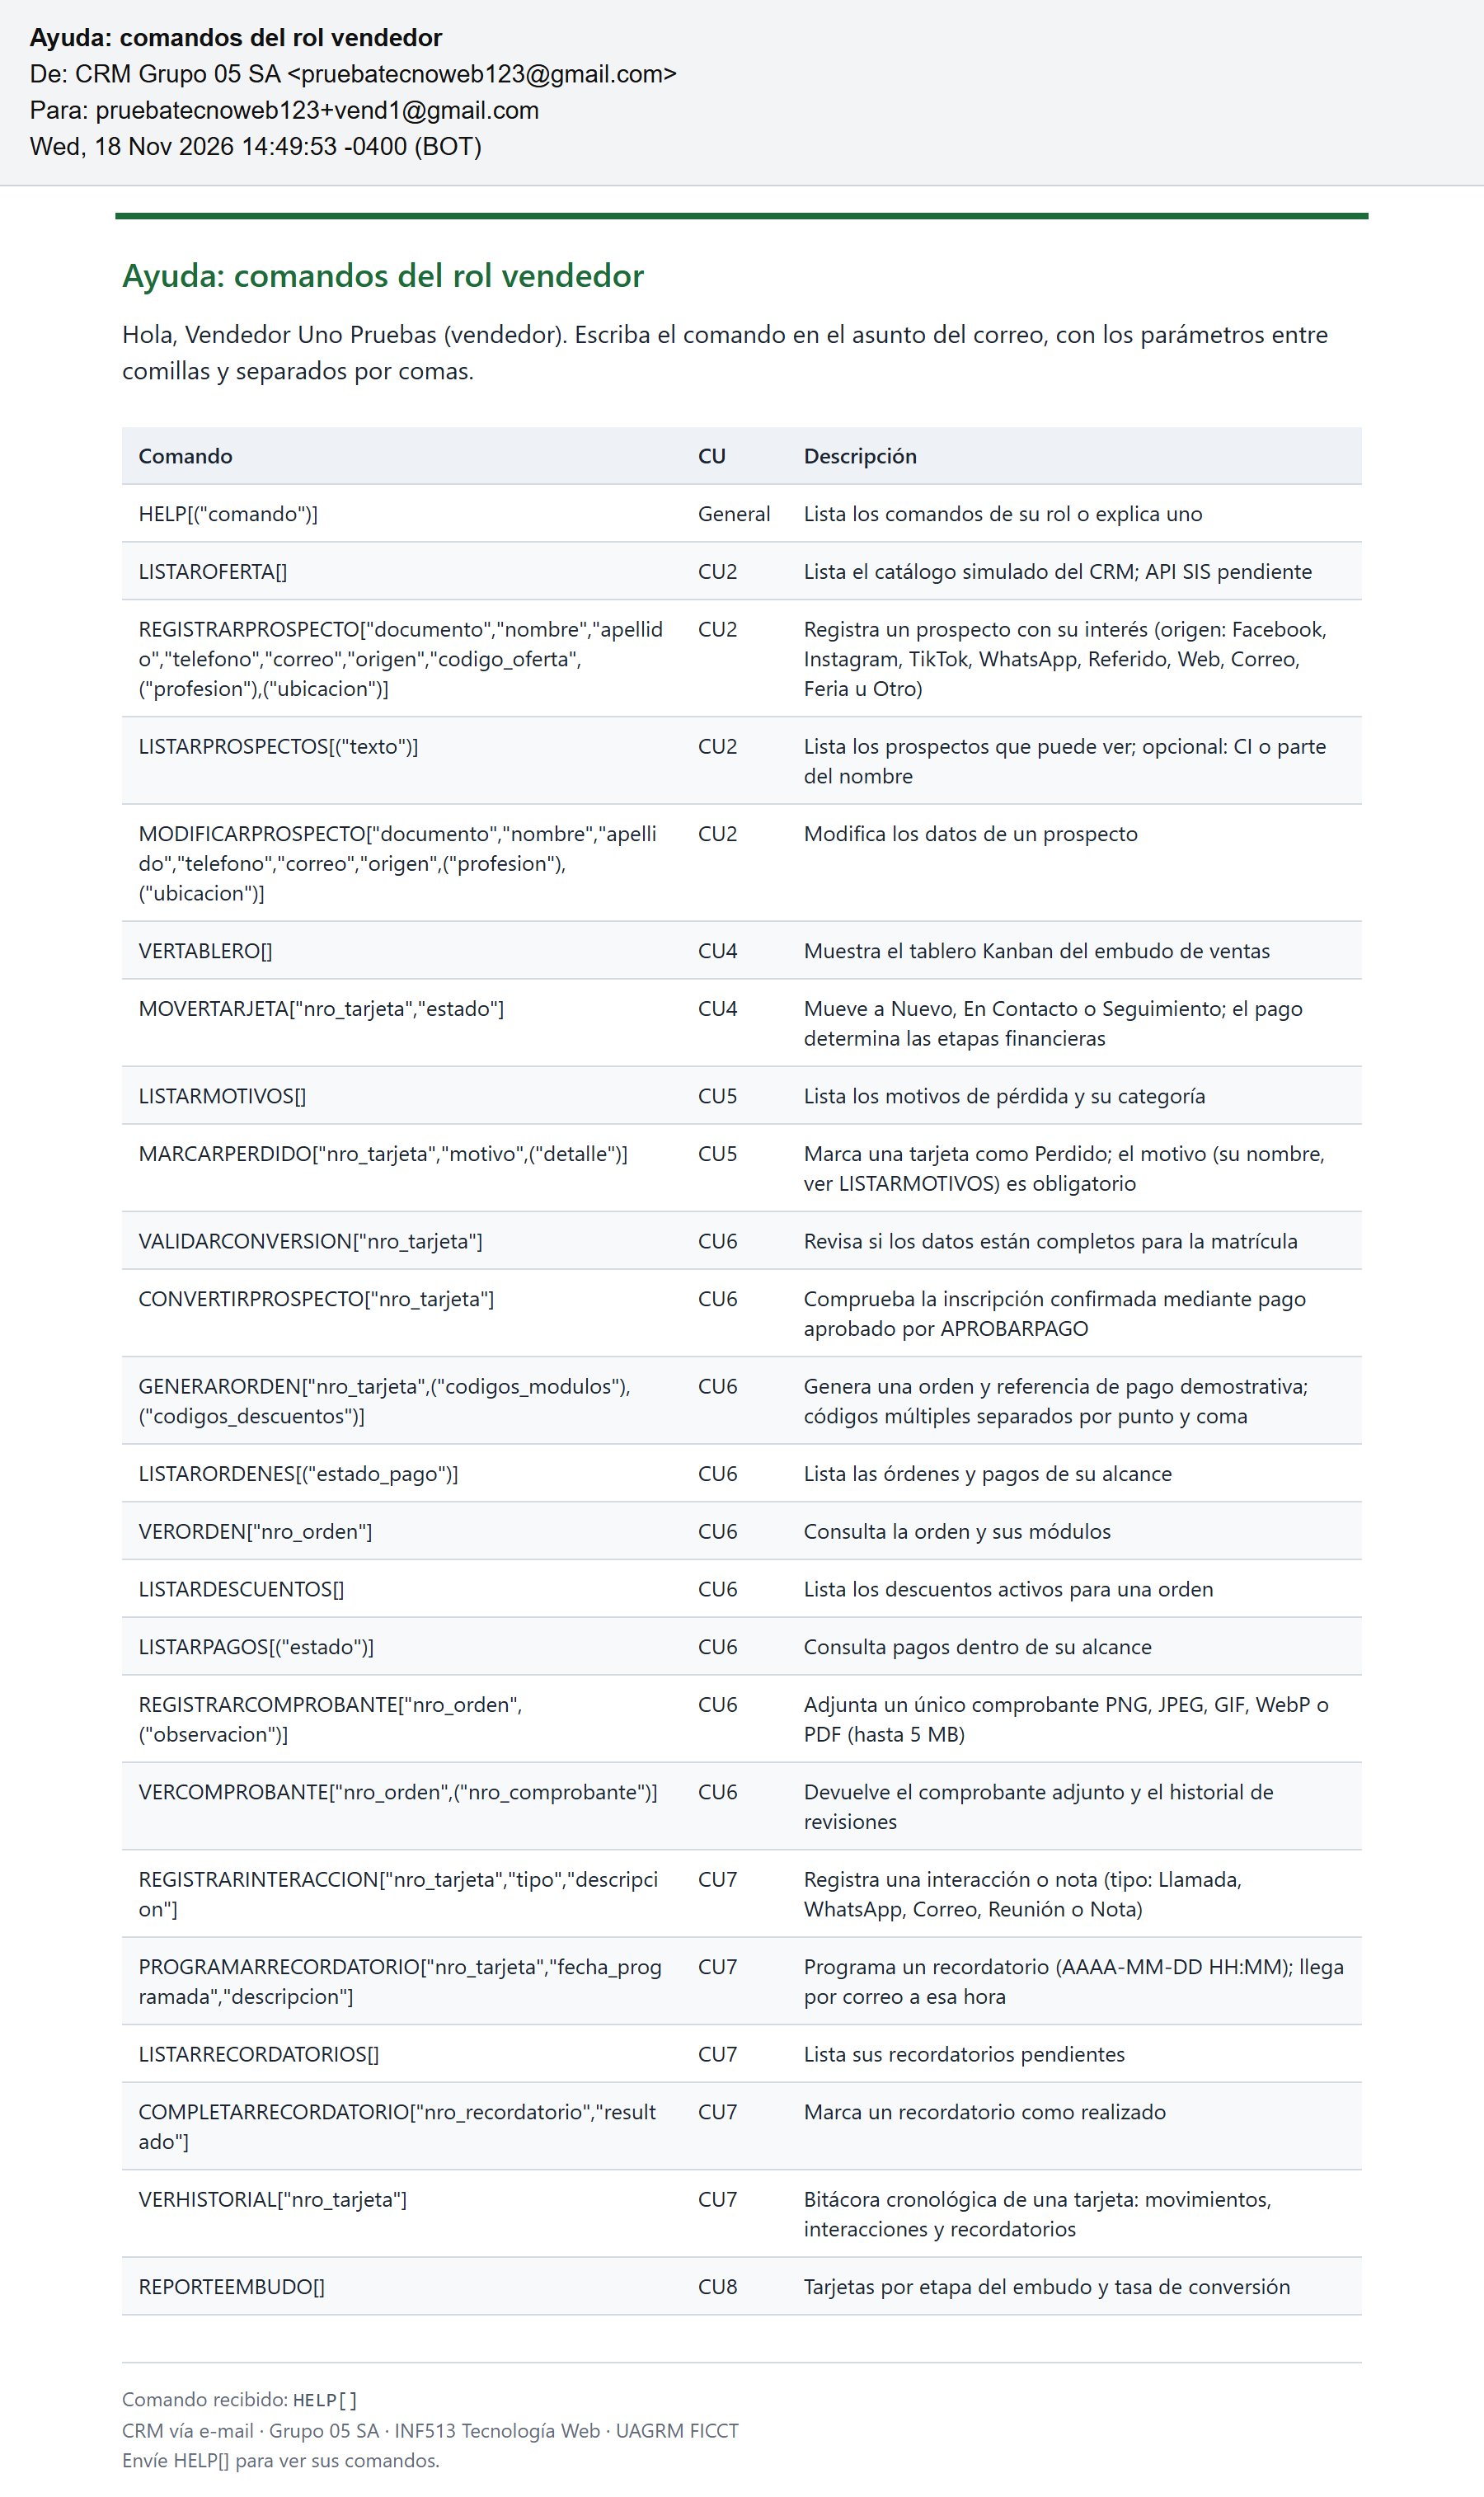 Ayuda: comandos del rol vendedor
De: CRM Grupo 05 SA <pruebatecnoweb123@gmail.com>
Para: pruebatecnoweb123+vend1@gmail.com
Wed, 18 Nov 2026 14:49:53 -0400 (BOT)
Ayuda: comandos del rol vendedor
Hola, Vendedor Uno Pruebas (vendedor). Escriba el comando en el asunto del correo, con los parámetros entre
comillas y separados por comas.
Comando CU Descripción
HELP[("comando")] General Lista los comandos de su rol o explica uno
LISTAROFERTA[] CU2 Lista el catálogo simulado del CRM; API SIS pendiente
REGISTRARPROSPECTO["documento","nombre","apellid CU2 Registra un prospecto con su interés (origen: Facebook,
o","telefono","correo","origen","codigo_oferta", Instagram, TikTok, WhatsApp, Referido, Web, Correo,
("profesion"),("ubicacion")] Feria u Otro)
LISTARPROSPECTOS[("texto")] CU2 Lista los prospectos que puede ver; opcional: CI o parte
del nombre
MODIFICARPROSPECTO["documento","nombre","apelli CU2 Modifica los datos de un prospecto
do","telefono","correo","origen",("profesion"),
("ubicacion")]
VERTABLERO[] CU4 Muestra el tablero Kanban del embudo de ventas
MOVERTARJETA["nro_tarjeta","estado"] CU4 Mueve a Nuevo, En Contacto o Seguimiento; el pago
determina las etapas financieras
LISTARMOTIVOS[] CU5 Lista los motivos de pérdida y su categoría
MARCARPERDIDO["nro_tarjeta","motivo",("detalle")] CU5 Marca una tarjeta como Perdido; el motivo (su nombre,
ver LISTARMOTIVOS) es obligatorio
VALIDARCONVERSION["nro_tarjeta"] CU6 Revisa si los datos están completos para la matrícula
CONVERTIRPROSPECTO["nro_tarjeta"] CU6 Comprueba la inscripción confirmada mediante pago
aprobado por APROBARPAGO
GENERARORDEN["nro_tarjeta",("codigos_modulos"), CU6 Genera una orden y referencia de pago demostrativa;
("codigos_descuentos")] códigos múltiples separados por punto y coma
LISTARORDENES[("estado_pago")] CU6 Lista las órdenes y pagos de su alcance
VERORDEN["nro_orden"] CU6 Consulta la orden y sus módulos
LISTARDESCUENTOS[] CU6 Lista los descuentos activos para una orden
LISTARPAGOS[("estado")] CU6 Consulta pagos dentro de su alcance
REGISTRARCOMPROBANTE["nro_orden", CU6 Adjunta un único comprobante PNG, JPEG, GIF, WebP o
("observacion")] PDF (hasta 5 MB)
VERCOMPROBANTE["nro_orden",("nro_comprobante")] CU6 Devuelve el comprobante adjunto y el historial de
revisiones
REGISTRARINTERACCION["nro_tarjeta","tipo","descripci CU7 Registra una interacción o nota (tipo: Llamada,
on"] WhatsApp, Correo, Reunión o Nota)
PROGRAMARRECORDATORIO["nro_tarjeta","fecha_prog CU7 Programa un recordatorio (AAAA-MM-DD HH:MM); llega
ramada","descripcion"] por correo a esa hora
LISTARRECORDATORIOS[] CU7 Lista sus recordatorios pendientes
COMPLETARRECORDATORIO["nro_recordatorio","result CU7 Marca un recordatorio como realizado
ado"]
VERHISTORIAL["nro_tarjeta"] CU7 Bitácora cronológica de una tarjeta: movimientos,
interacciones y recordatorios
REPORTEEMBUDO[] CU8 Tarjetas por etapa del embudo y tasa de conversión
Comando recibido: HELP[]
CRM vía e-mail · Grupo 05 SA · INF513 Tecnología Web · UAGRM FICCT
Envíe HELP[] para ver sus comandos.